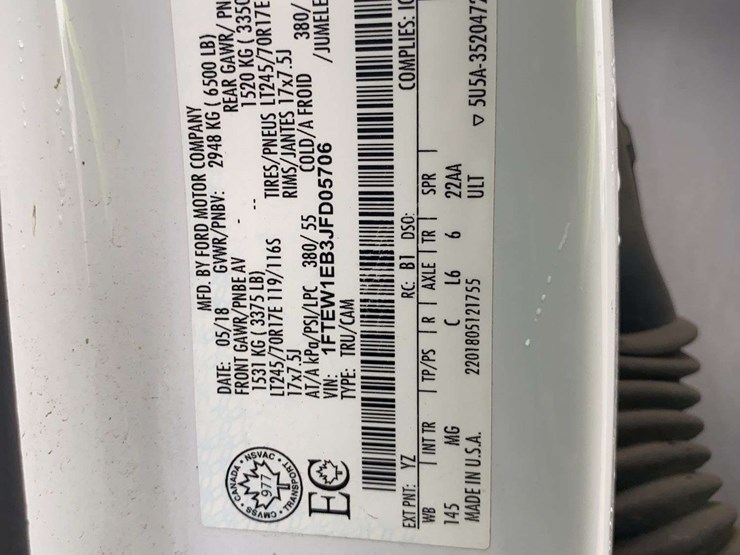 MFD. BY FORD MOTOR COMPANY
DATE: 05/18 GVWR/PNBV: 2948 KG ( 6500 LB)
FRONT GAWR/PNBE AV REAR GAWR/ PN
1531 KG ( 3375 LB) -- 1520 KG ( 3350
LT245/70R17E 119/116S -- TIRES/PNEUS LT245/70R17E
17x7.5J RIMS/JANTES 17x7.5J
AT/A kPa/PSI/LPC 380/ 55 COLD/A FROID 380/
VIN: 1FTEW1EB3JFD05706 /JUMELE
TYPE: TRU/CAM
CANADA • NSVAC • TRANSPORT • CMVSS
977
EC
EXT PNT: YZ RC: B1 DSO: COMPLIES:
WB INT TR TP/PS R AXLE TR SPR
145 MG C L6 6 22AA
MADE IN U.S.A. 2201805121755 ULT ▽ 5U5A-3520472